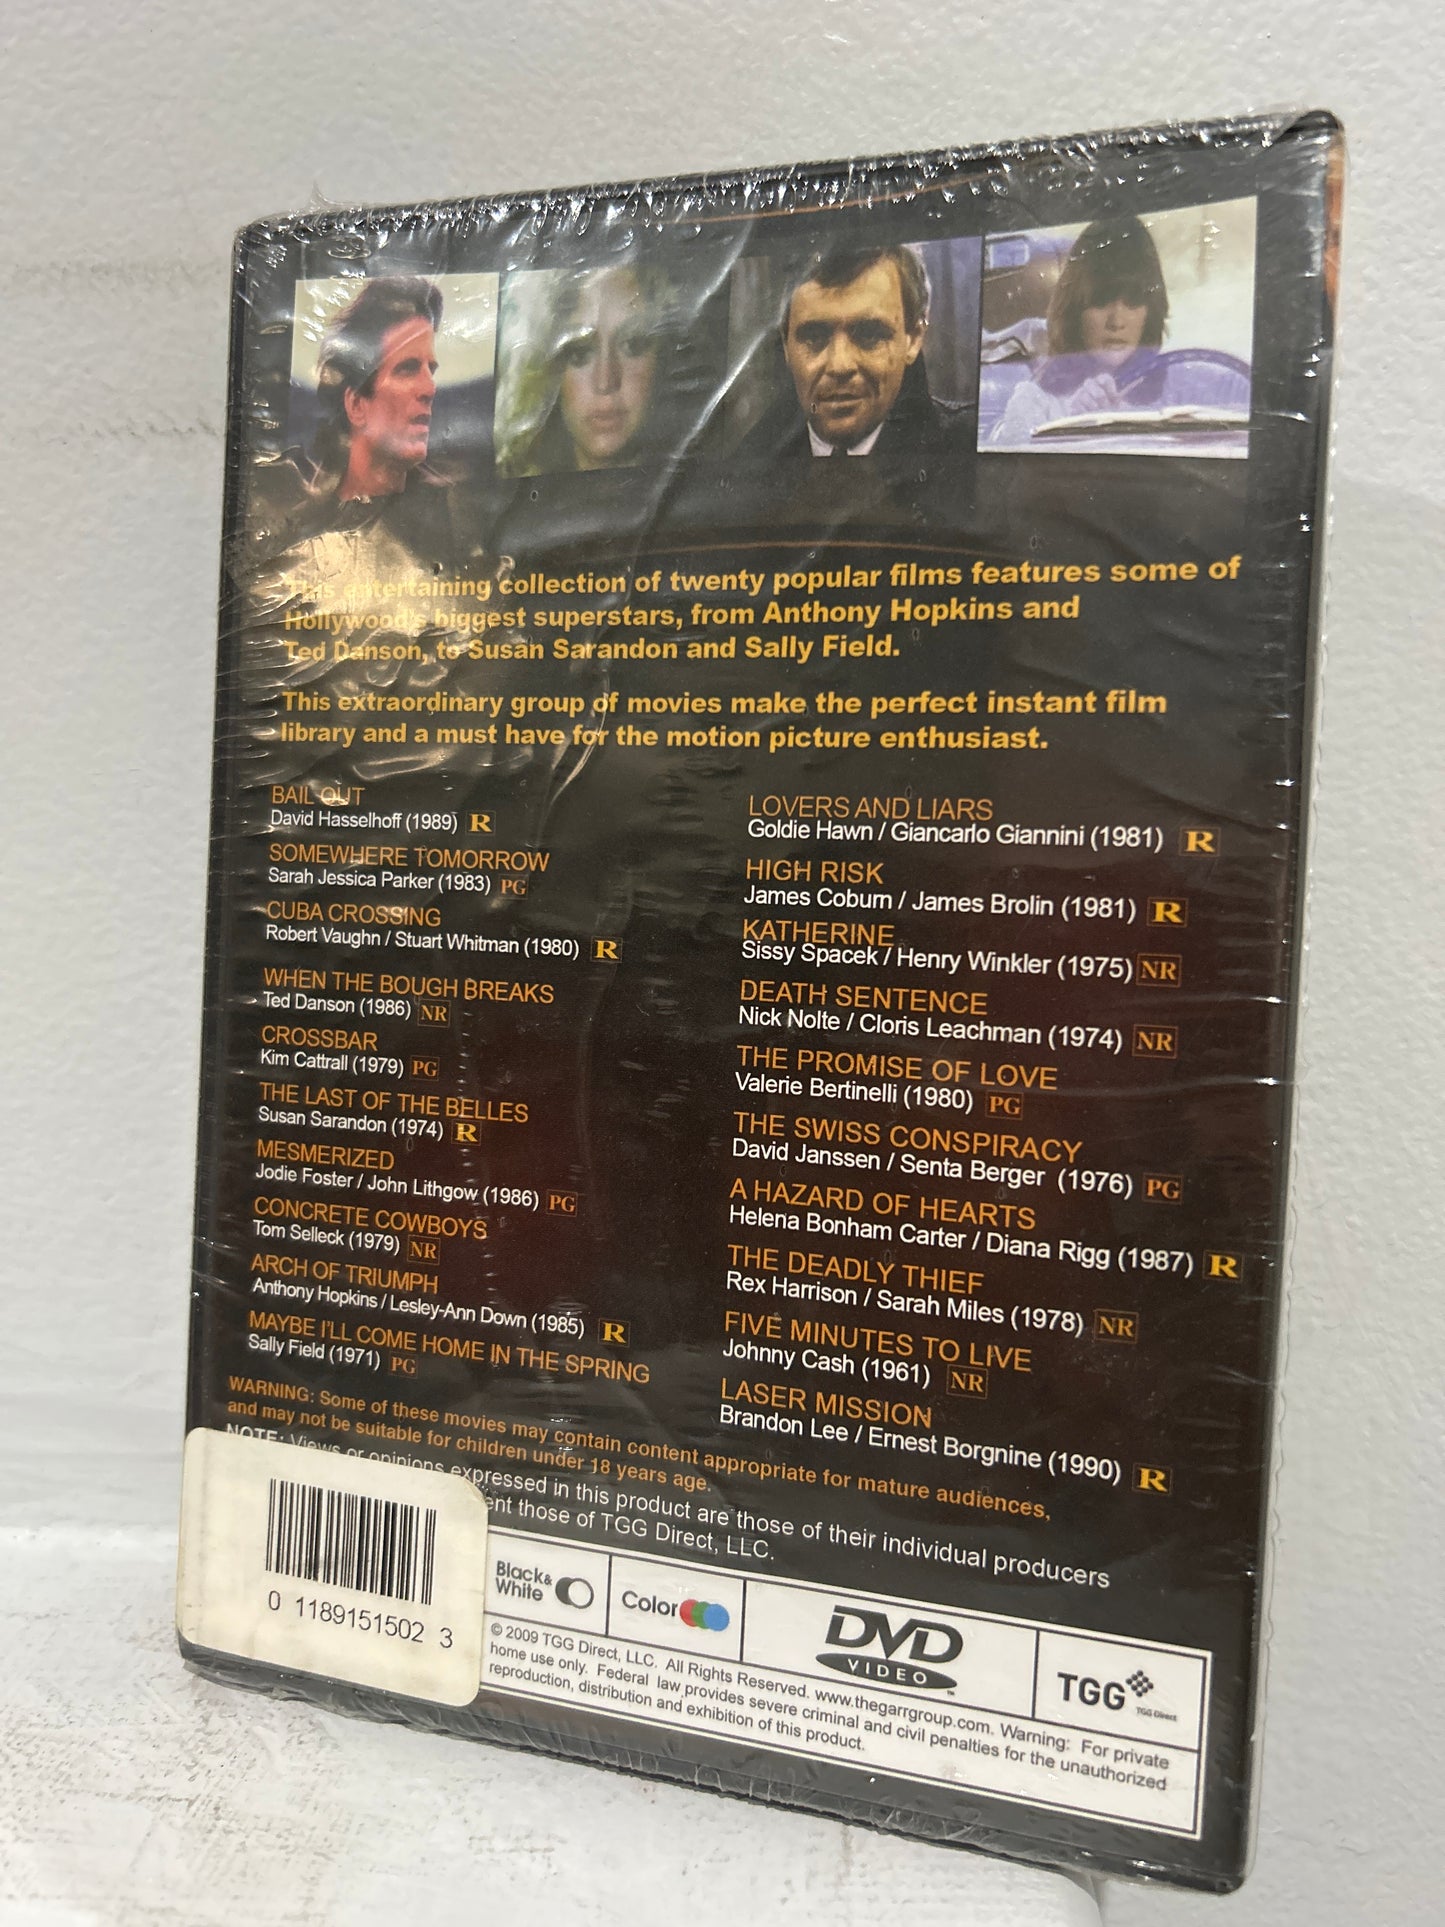 This entertaining collection of twenty popular films features some of
Hollywood's biggest superstars, from Anthony Hopkins and
Ted Danson, to Susan Sarandon and Sally Field.
This extraordinary group of movies make the perfect instant film
library and a must have for the motion picture enthusiast.
BAIL OUT
David Hasselhoff (1989) R
SOMEWHERE TOMORROW
Sarah Jessica Parker (1983) PG
CUBA CROSSING
Robert Vaughn / Stuart Whitman (1980) R
WHEN THE BOUGH BREAKS
Ted Danson (1986) NR
CROSSBAR
Kim Cattrall (1979) PG
THE LAST OF THE BELLES
Susan Sarandon (1974) R
MESMERIZED
Jodie Foster / John Lithgow (1986) PG
CONCRETE COWBOYS
Tom Selleck (1979) NR
ARCH OF TRIUMPH
Anthony Hopkins / Lesley-Ann Down (1985) R
MAYBE I'LL COME HOME IN THE SPRING
Sally Field (1971) PG
LOVERS AND LIARS
Goldie Hawn / Giancarlo Giannini (1981) R
HIGH RISK
James Coburn / James Brolin (1981) R
KATHERINE
Sissy Spacek / Henry Winkler (1975) NR
DEATH SENTENCE
Nick Nolte / Cloris Leachman (1974) NR
THE PROMISE OF LOVE
Valerie Bertinelli (1980) PG
THE SWISS CONSPIRACY
David Janssen / Senta Berger (1976) PG
A HAZARD OF HEARTS
Helena Bonham Carter / Diana Rigg (1987) R
THE DEADLY THIEF
Rex Harrison / Sarah Miles (1978) NR
FIVE MINUTES TO LIVE
Johnny Cash (1961) NR
LASER MISSION
Brandon Lee / Ernest Borgnine (1990) R
WARNING: Some of these movies may contain content appropriate for mature audiences,
and may not be suitable for children under 18 years age.
NOTE: Views or opinions expressed in this product are those of their individual producers
ent those of TGG Direct, LLC.
0 1189151502 3
Black &
White
Color
DVD
VIDEO
TM
TGG
TGG Direct
© 2009 TGG Direct, LLC. All Rights Reserved. www.thegarrgroup.com. Warning: For private
home use only. Federal law provides severe criminal and civil penalties for the unauthorized
reproduction, distribution and exhibition of this product.